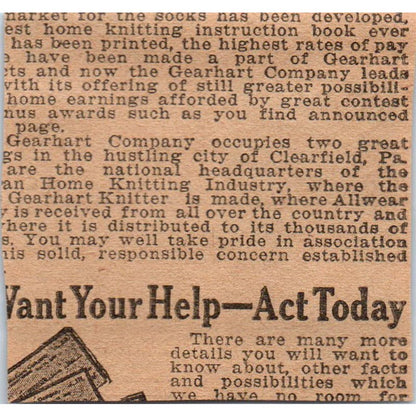 market for the socks has been developed,
est home knitting instruction book ever
has been printed, the highest rates of pay
e have been made a part of Gearhart
cts and now the Gearhart Company leads
with its offering of still greater possibil-
home earnings afforded by great contest
nus awards such as you find announced
page.
Gearhart Company occupies two great
gs in the hustling city of Clearfield, Pa.
are the national headquarters of the
an Home Knitting Industry, where the
Gearhart Knitter is made, where Allwear
y is received from all over the country and
where it is distributed to its thousands of
s. You may well take pride in association
his solid, responsible concern established
Want Your Help—Act Today
There are many more
details you will want to
know about, other facts
and possibilities which
we have no room for